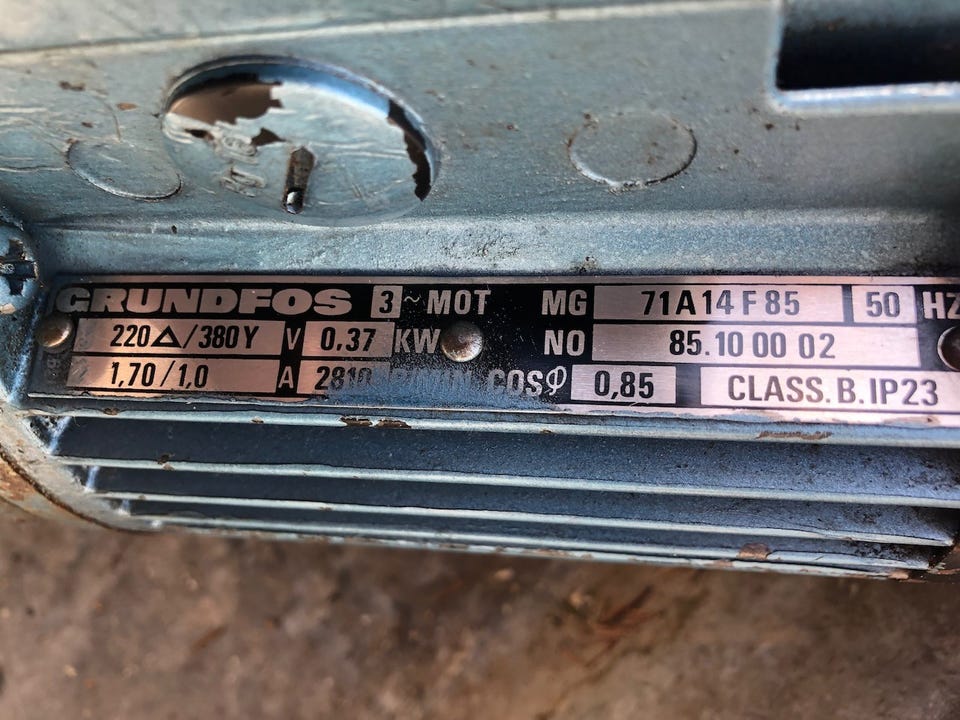 GRUNDFOS 3~ MOT MG 71A14F85 50 HZ
220△/380Y V 0.37 KW NO 85.10 00 02
1,70/1,0 A 2810 R/MIN COSφ 0,85 CLASS. B. IP23